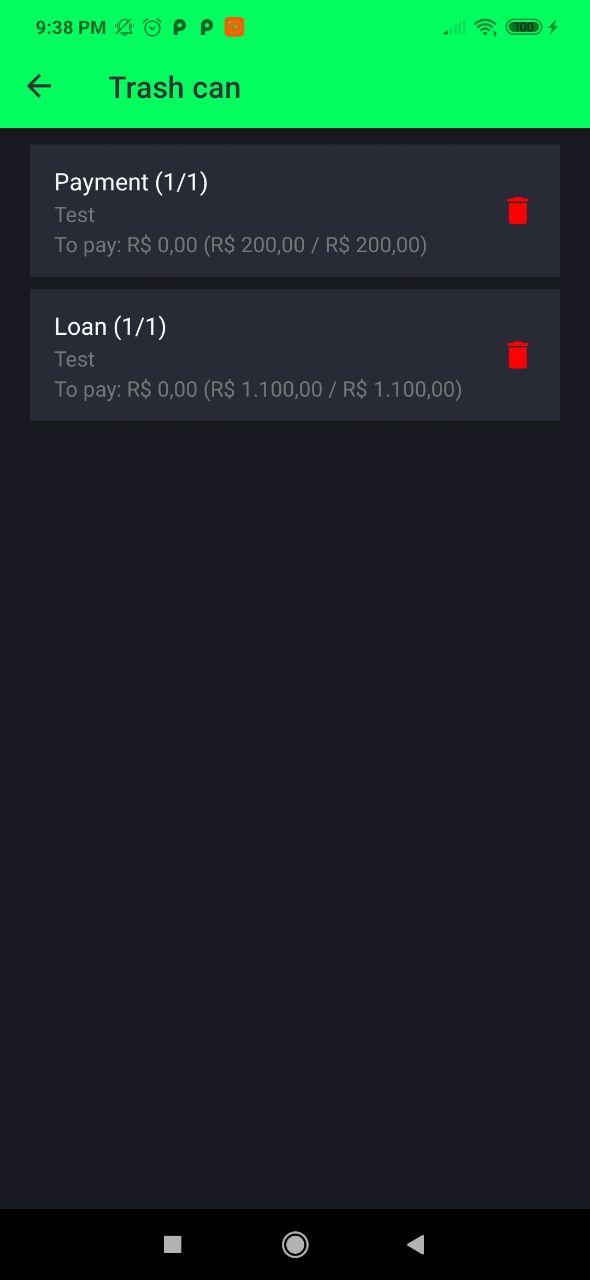 9:38 PM
100
Trash can
Payment (1/1)
Test
To pay: R$ 0,00 (R$ 200,00 / R$ 200,00)
Loan (1/1)
Test
To pay: R$ 0,00 (R$ 1.100,00 / R$ 1.100,00)